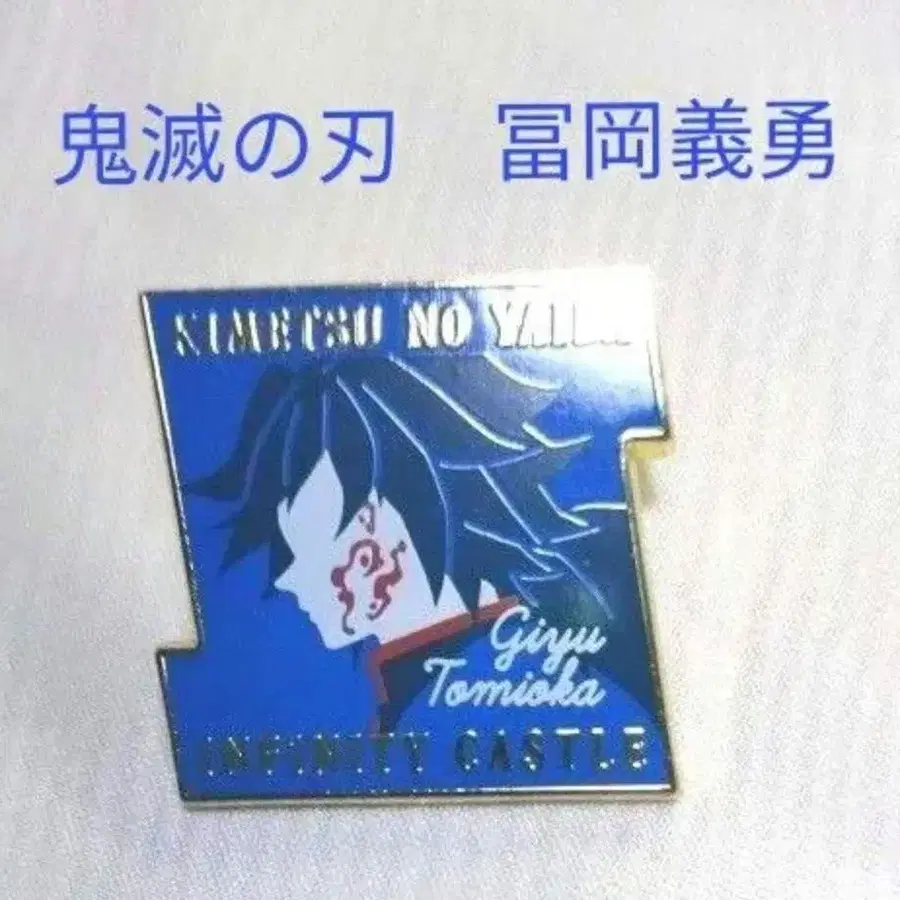 鬼滅の刃　冨岡義勇
KIMETSU NO YAIBA
Giyu
Tomioka
INFINITY CASTLE